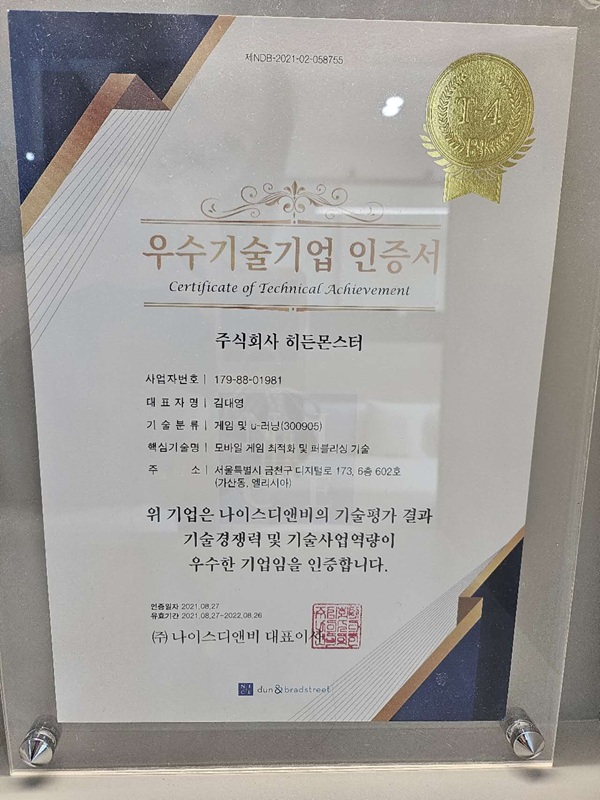 제NDB-2021-02-058755
T-4
우수기술기업 인증서
Certificate of Technical Achievement
주식회사 히든몬스터
사업자번호 | 179-88-01981
대 표 자 명 | 김대영
기 술 분 류 | 게임 및 u-러닝(300905)
핵심기술명 | 모바일 게임 최적화 및 퍼블리싱 기술
주 소 | 서울특별시 금천구 디지털로 173, 6층 602호
(가산동, 엘리시아)
위 기업은 나이스디앤비의 기술평가 결과
기술경쟁력 및 기술사업역량이
우수한 기업임을 인증합니다.
인증일자 2021.08.27
유효기간 2021.08.27~2022.08.26
(주) 나이스디앤비 대표이사
NICE dun & bradstreet